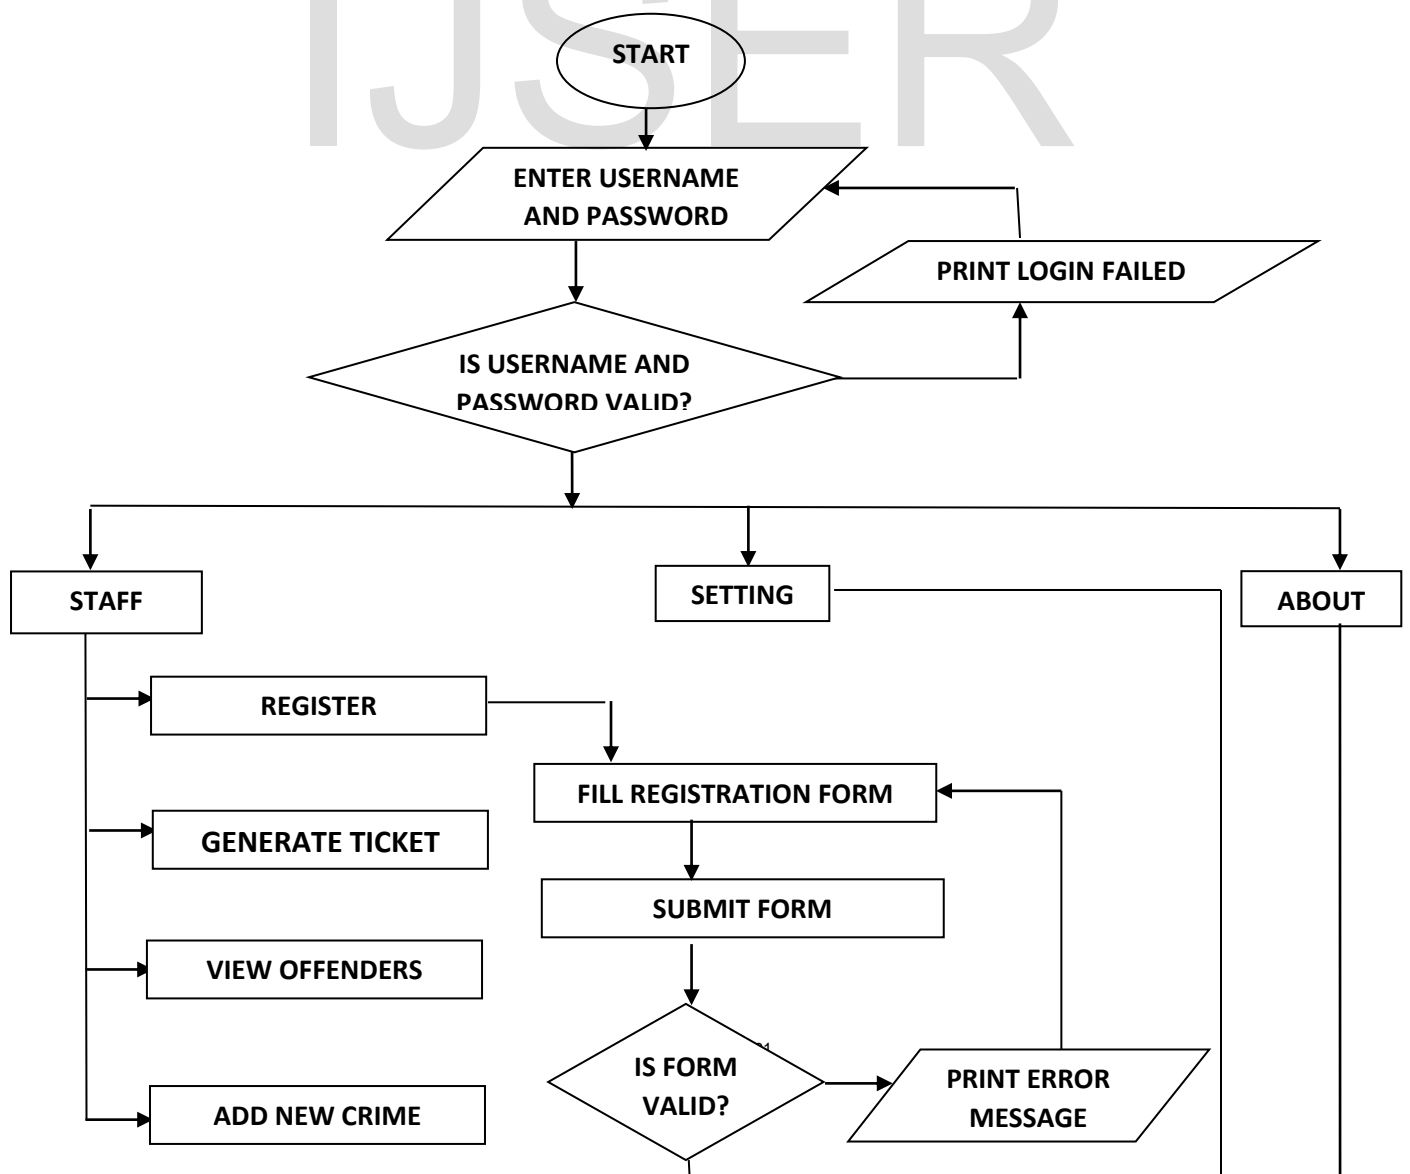 IJSER
START
ENTER USERNAME
AND PASSWORD
PRINT LOGIN FAILED
IS USERNAME AND
PASSWORD VALID?
STAFF
SETTING
ABOUT
REGISTER
FILL REGISTRATION FORM
GENERATE TICKET
SUBMIT FORM
VIEW OFFENDERS
IS FORM
VALID?
PRINT ERROR
MESSAGE
ADD NEW CRIME